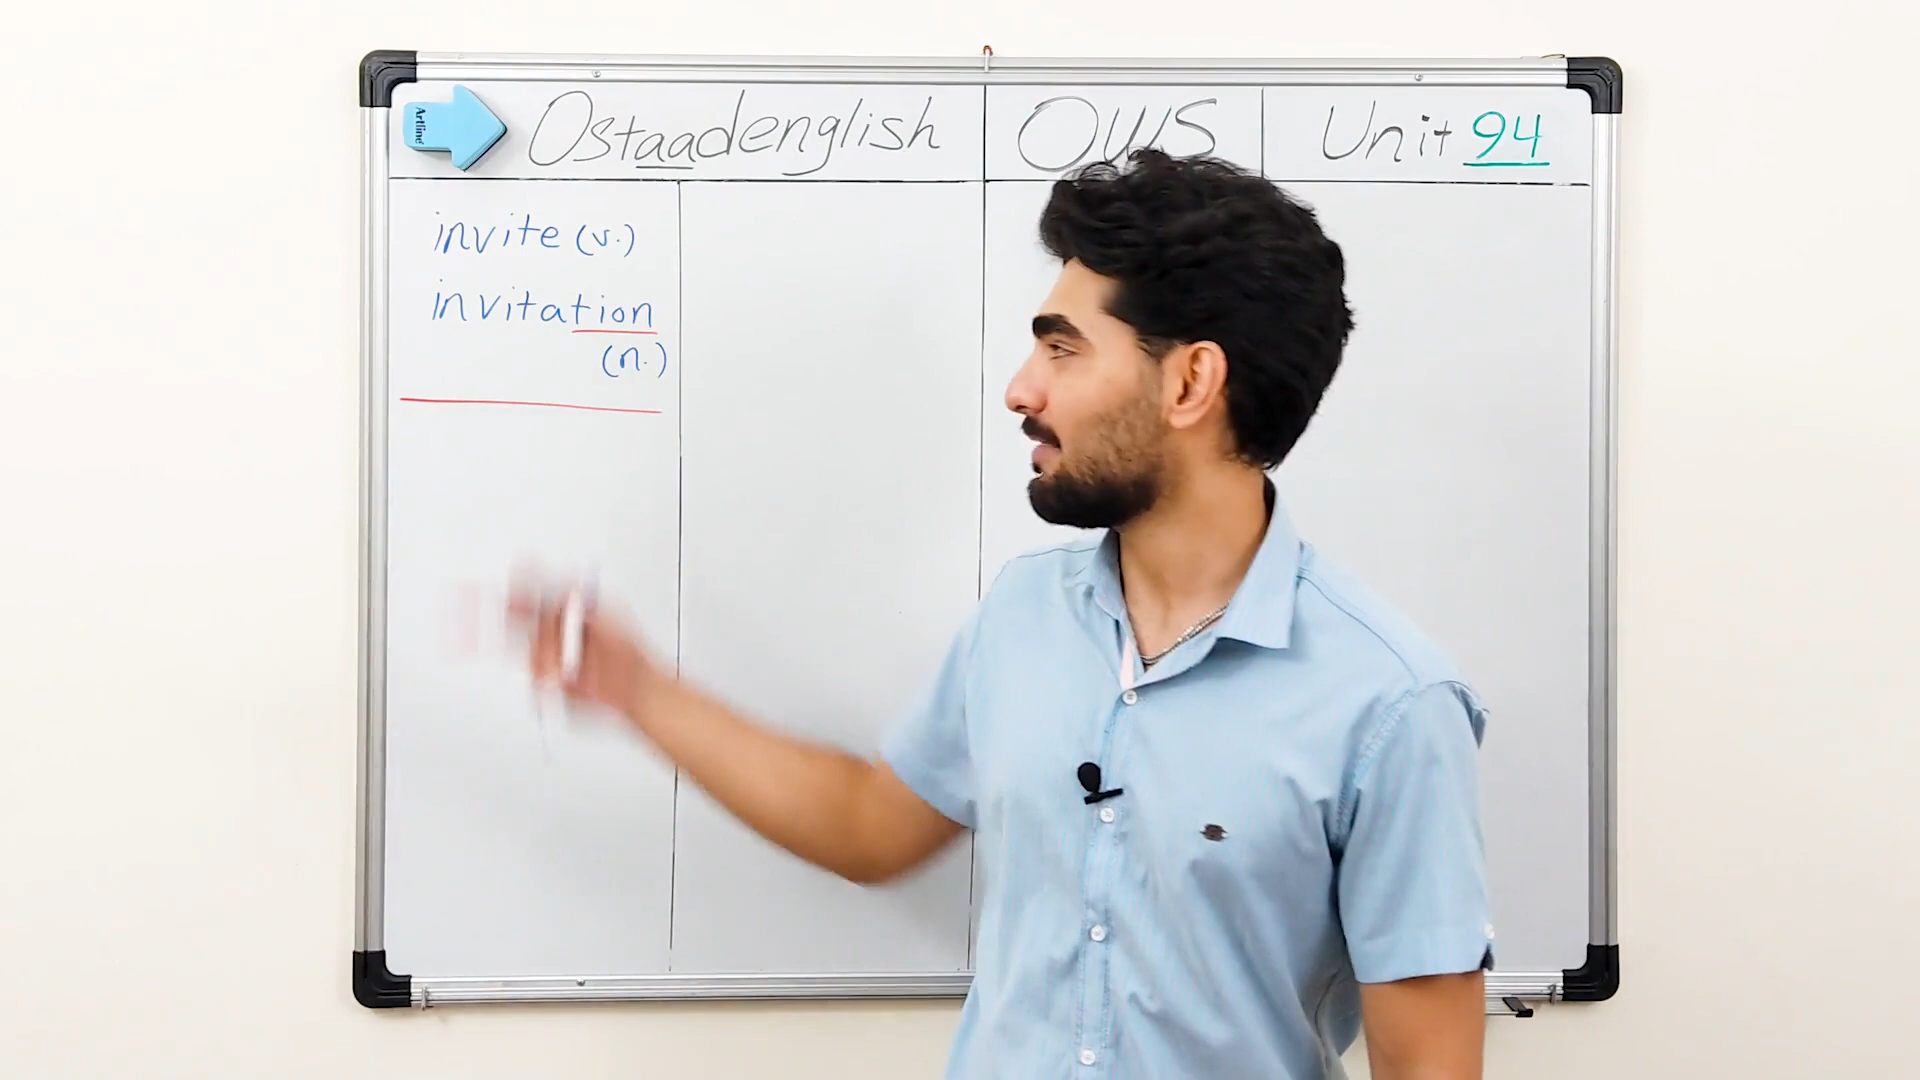 Artline
Ostaadenglish OWS Unit 94
invite (v.)
invitation
(n.)